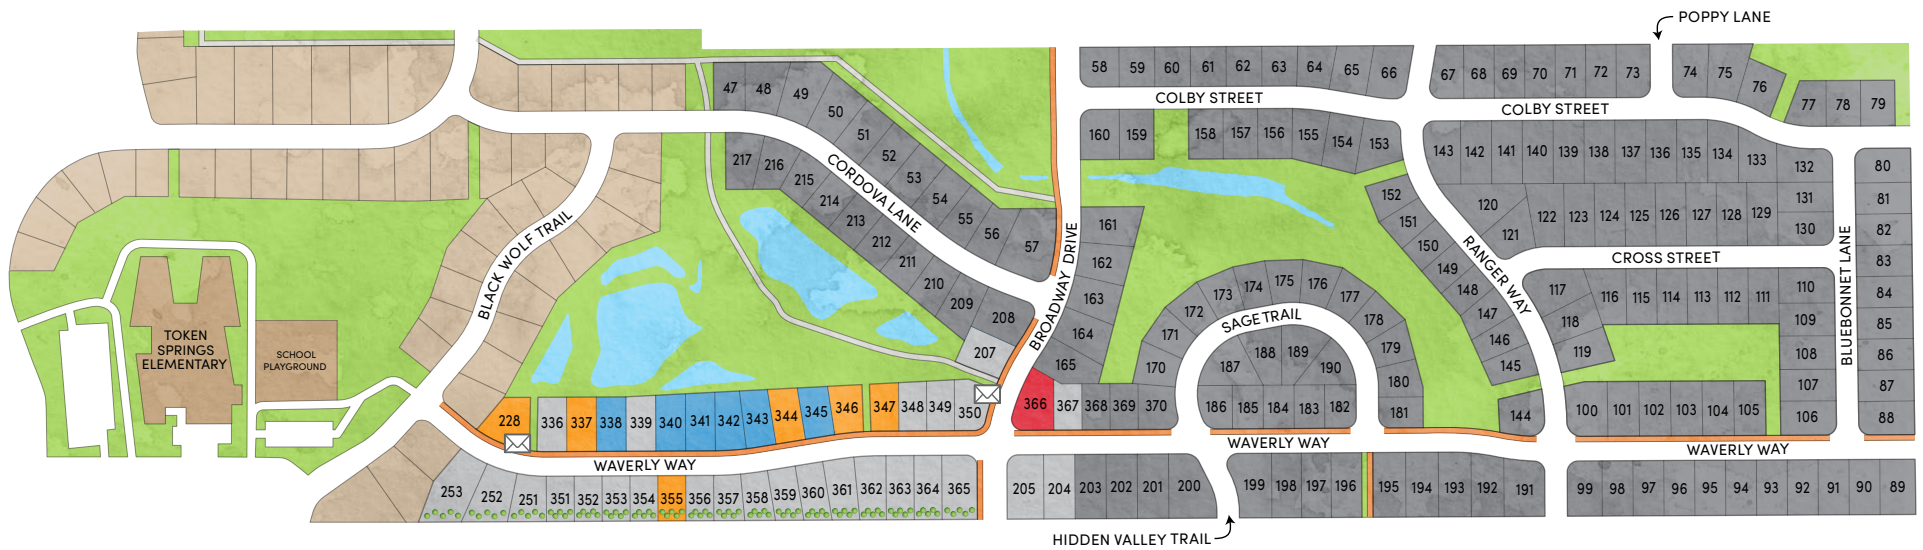 POPPY LANE
58 59 60 61 62 63 64 65 66
67 68 69 70 71 72 73
74 75 76
77 78 79
COLBY STREET
COLBY STREET
47 48 49 50 51 52 53 54 55 56 57
160 159
158 157 156 155 154 153
143 142 141 140 139 138 137 136 135 134 133 132
131
130
80
81
82
83
84
85
86
87
88
217 216 215 214 213 212 211 210 209 208
207
CORDOVA LANE
BROADWAY DRIVE
BLACK WOLF TRAIL
161
162
163
164
165
152
151
150
149
148
147
146
145
144
RANGER WAY
120
121
122 123 124 125 126 127 128 129
CROSS STREET
BLUEBONNET LANE
117
118
119
116 115 114 113 112 111
110
109
108
107
106
170 171 172 173 174 175 176 177 178 179 180 181
SAGE TRAIL
187 188 189 190
186 185 184 183 182
TOKEN
SPRINGS
ELEMENTARY
SCHOOL
PLAYGROUND
228
336 337 338 339 340 341 342 343 344 345 346
347 348 349 350
366 367 368 369 370
100 101 102 103 104 105
WAVERLY WAY
WAVERLY WAY
WAVERLY WAY
253 252 251 351 352 353 354 355 356 357 358 359 360 361 362 363 364 365
205 204 203 202 201 200
199 198 197 196
195 194 193 192 191
99 98 97 96 95 94 93 92 91 90 89
HIDDEN VALLEY TRAIL